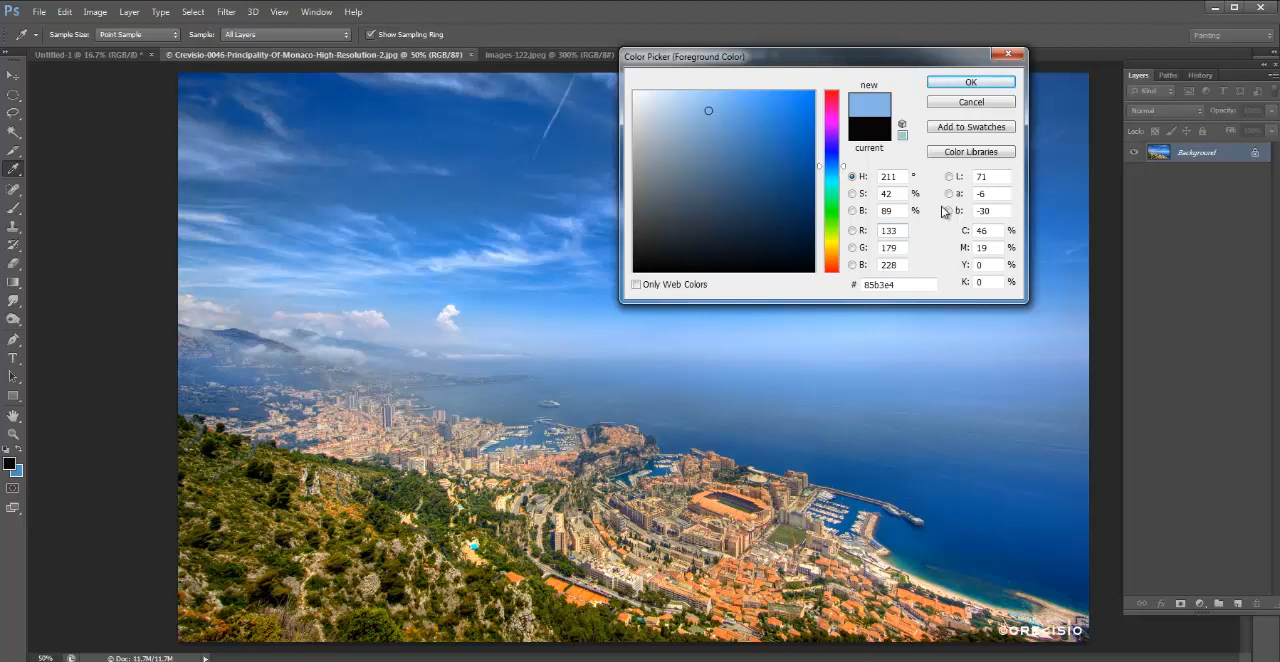 Ps File Edit Image Layer Type Select Filter 3D View Window Help
Sample Size: Point Sample Sample: All Layers Show Sampling Ring Painting
Untitled-1 @ 16.7% (RGB/8) * × © Crevisio-0046-Principality-Of-Monaco-High-Resolution-2.jpg @ 50% (RGB/8#) × images-122.jpeg @ 300% (RGB/8#)
Color Picker (Foreground Color)
new
current
OK
Cancel
Add to Swatches
Color Libraries
H: 211 ° L: 71
S: 42 % a: -6
B: 89 % b: -30
R: 133 C: 46 %
G: 179 M: 19 %
B: 228 Y: 0 %
# 85b3e4 K: 0 %
Only Web Colors
Layers Paths History
Kind
Normal Opacity: 100%
Lock: Fill: 100%
Background
T
50% Doc: 11.7M/11.7M